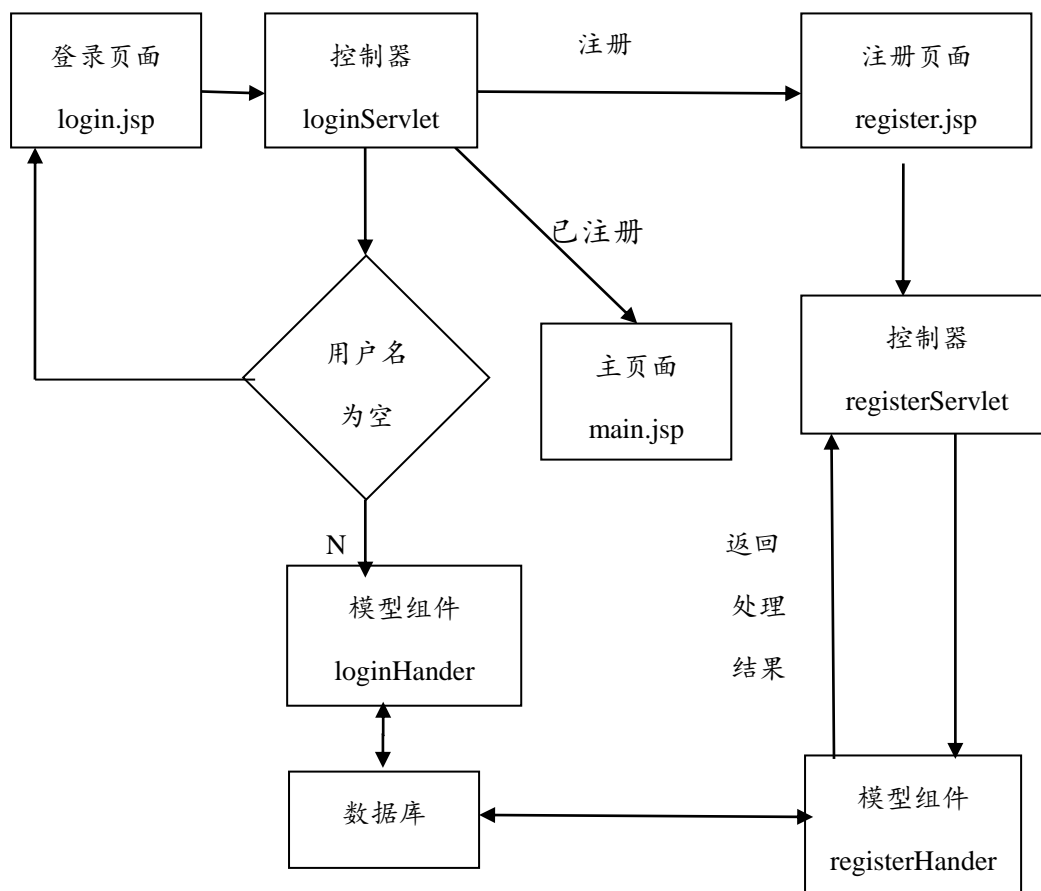 登录页面
login.jsp
控制器
loginServlet
注册
注册页面
register.jsp
已注册
用户名
为空
主页面
main.jsp
控制器
registerServlet
N
返回
处理
结果
模型组件
loginHander
数据库
模型组件
registerHander